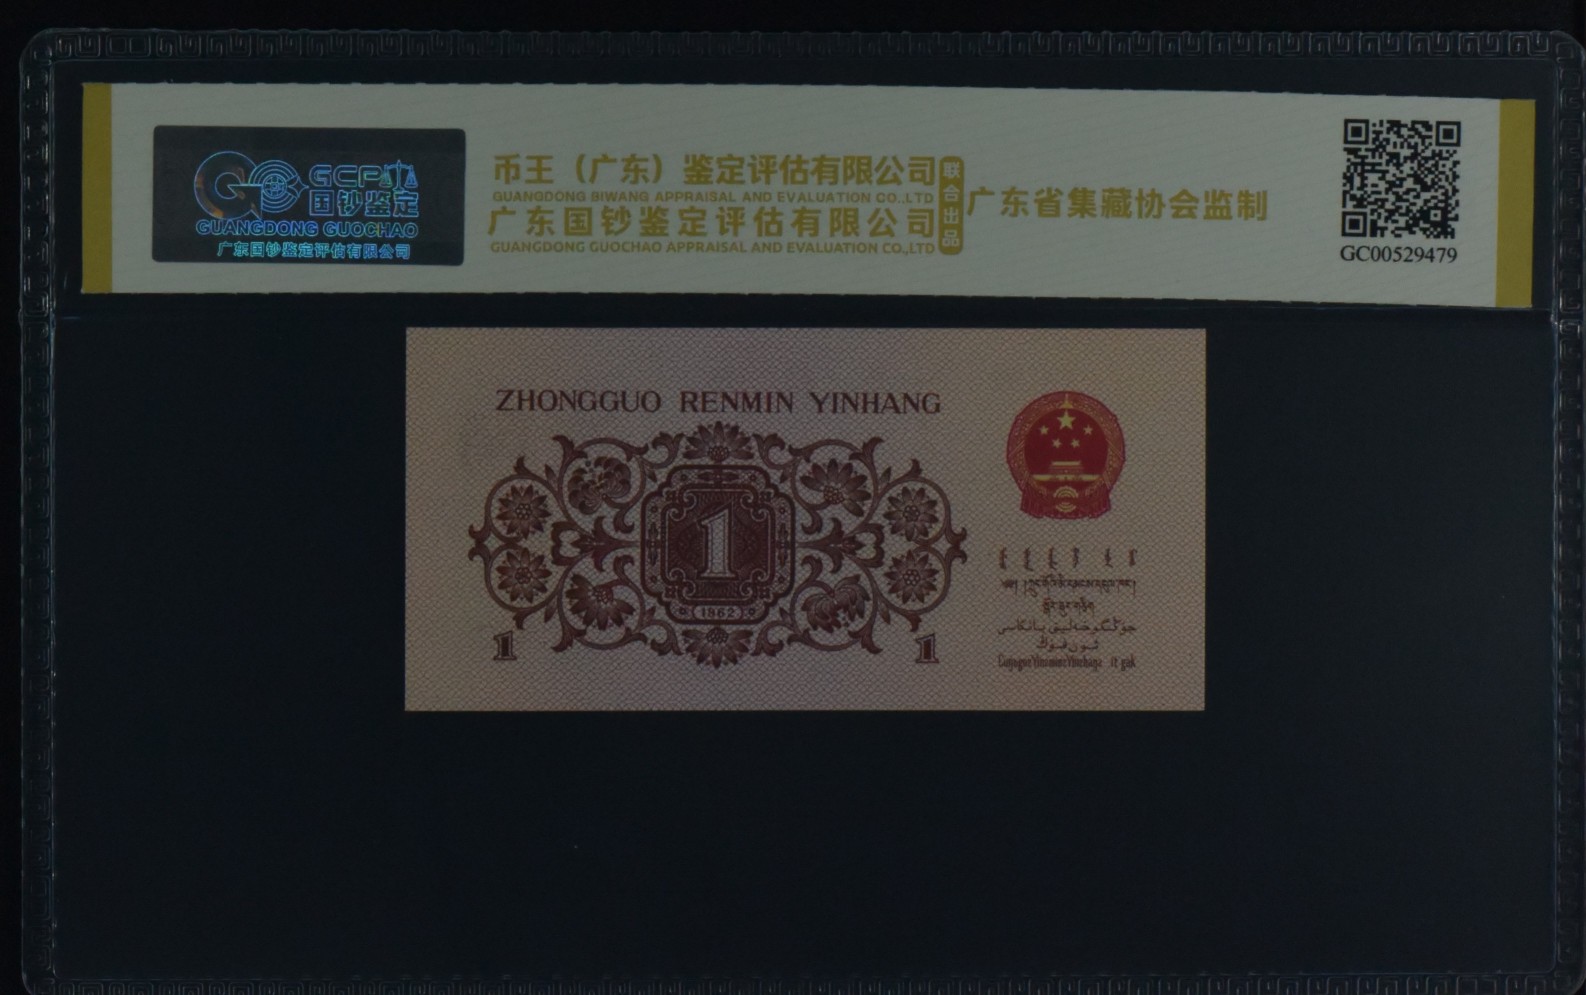 GCP
国钞鉴定
GUANGDONG GUOCHAO
广东国钞鉴定评估有限公司
币王（广东）鉴定评估有限公司
GUANGDONG BIWANG APPRAISAL AND EVALUATION CO.,LTD
广东国钞鉴定评估有限公司
GUANGDONG GUOCHAO APPRAISAL AND EVALUATION CO.,LTD
联合出品
广东省集藏协会监制
GC00529479
ZHONGGUO RENMIN YINHANG
1
(1962)
1
1